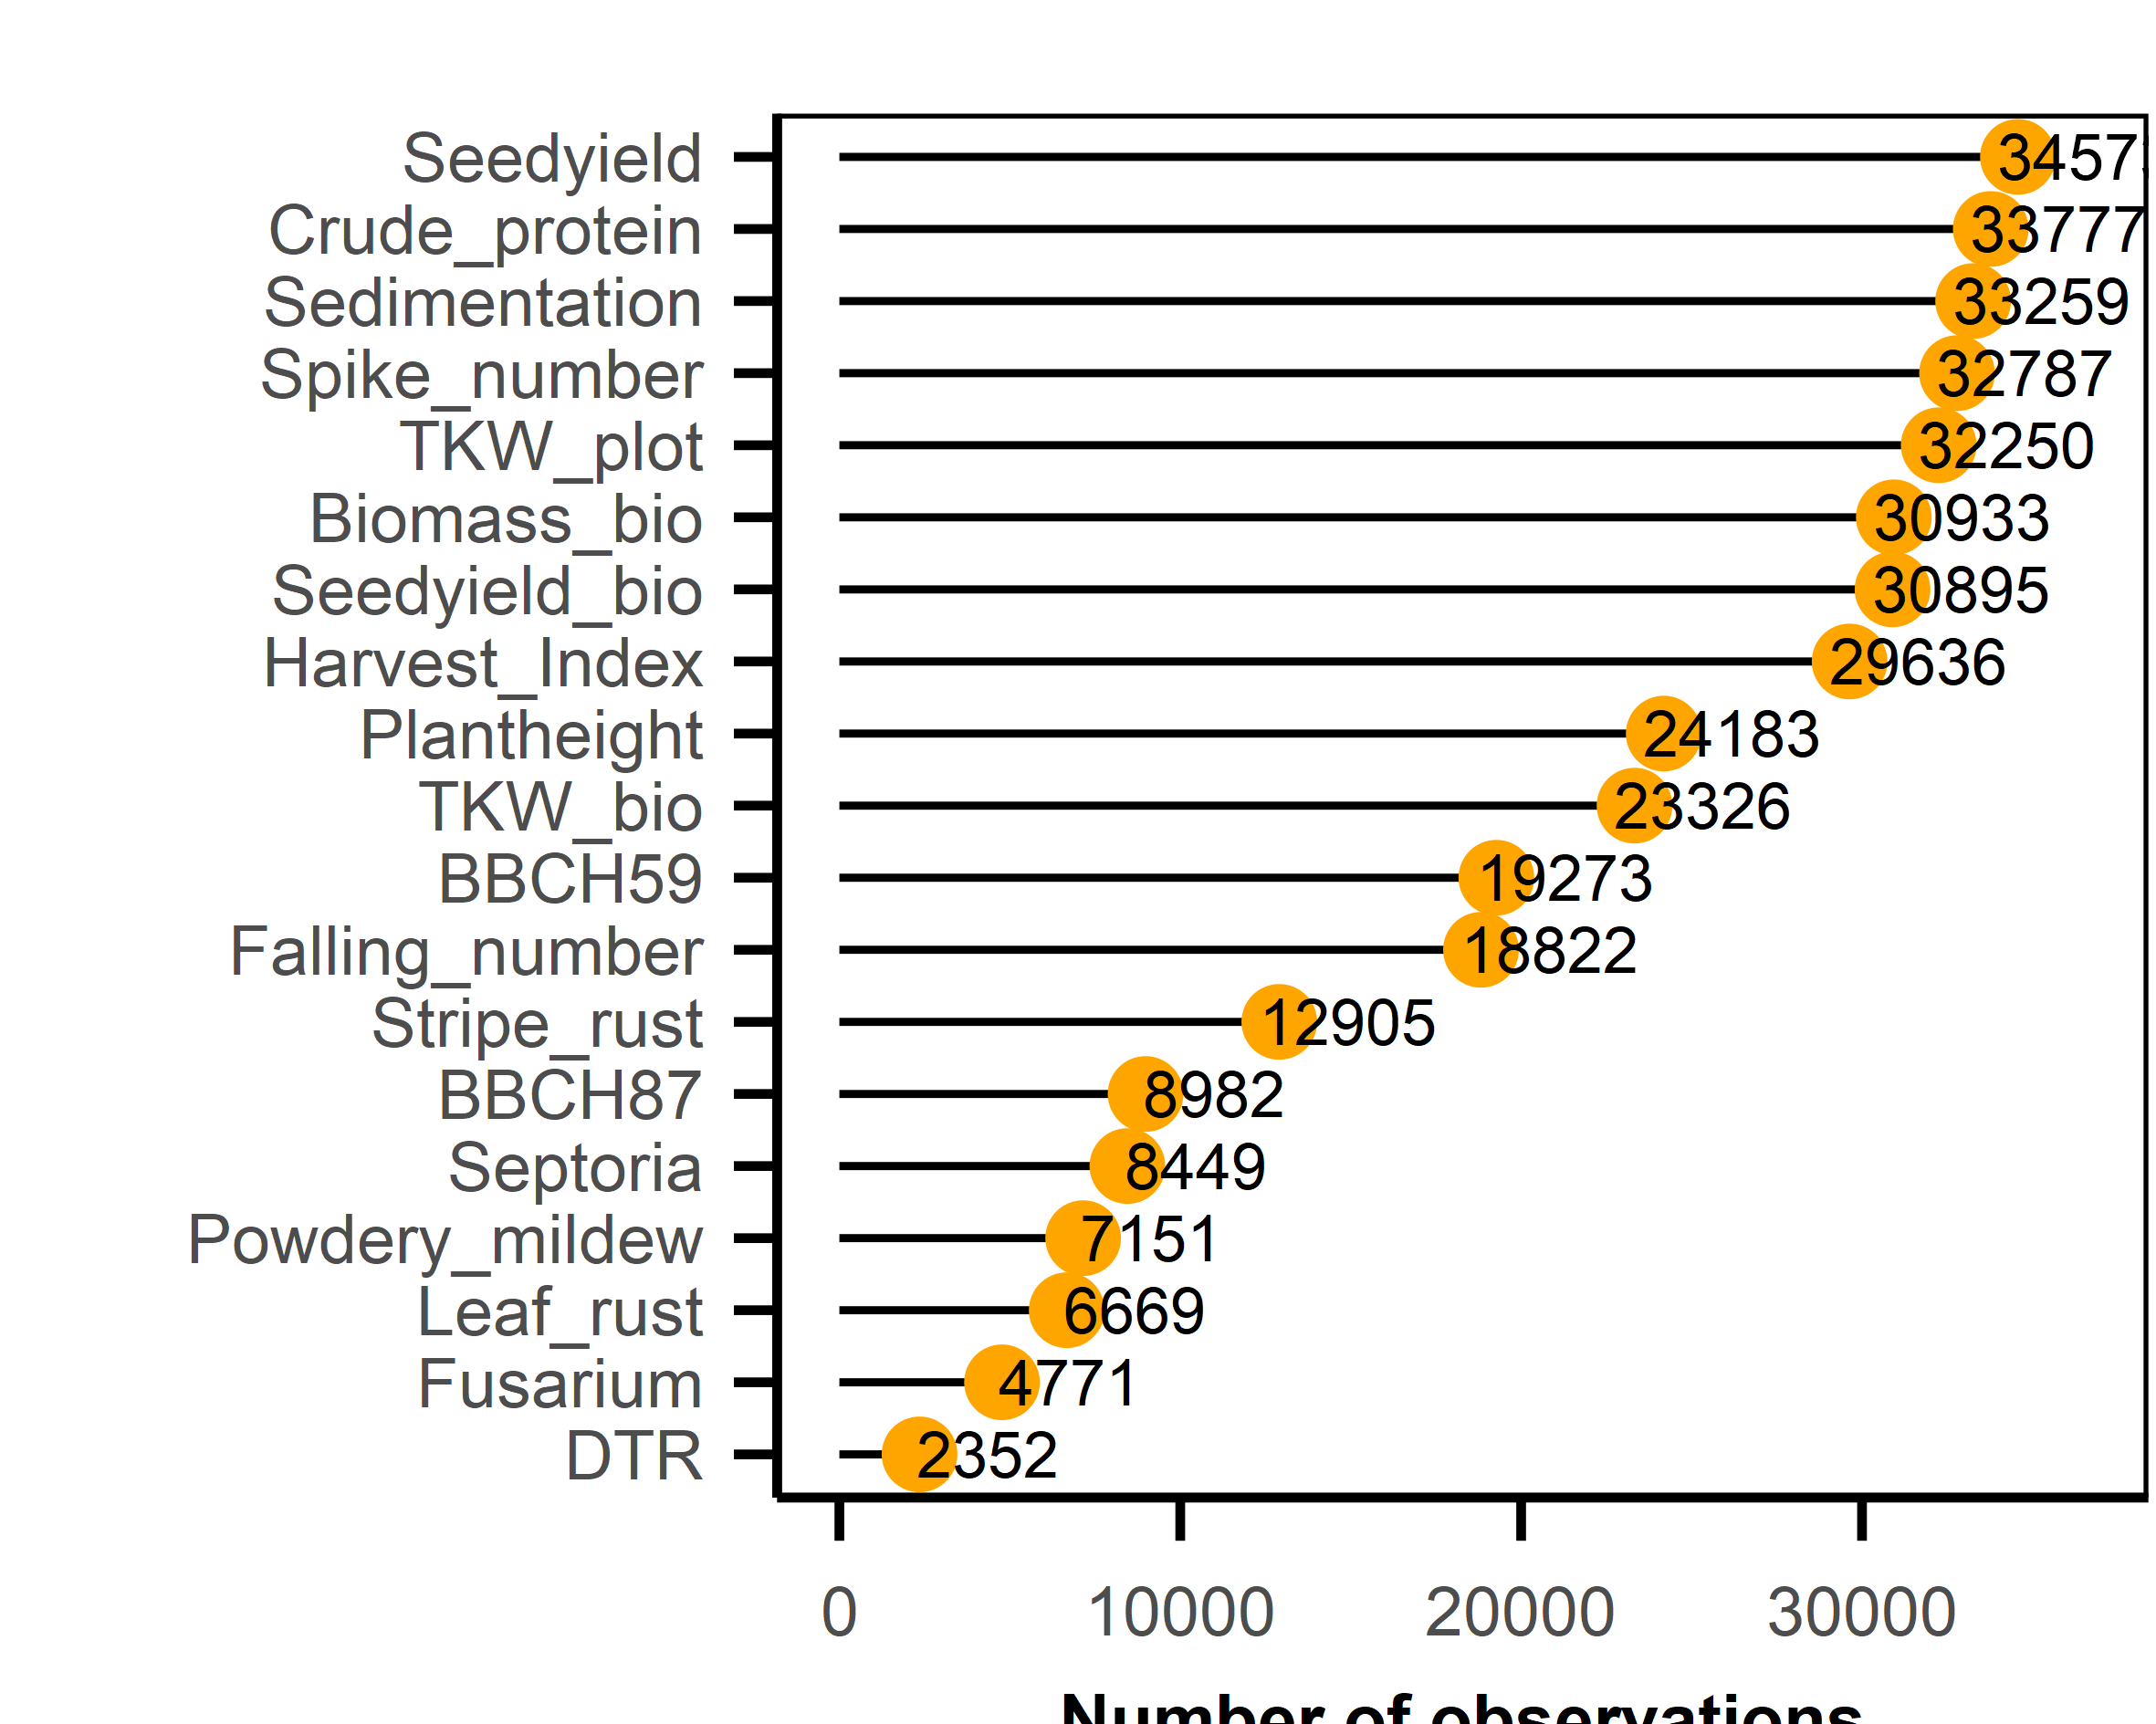 Seedyield 3457
Crude_protein 33777
Sedimentation 33259
Spike_number 32787
TKW_plot 32250
Biomass_bio 30933
Seedyield_bio 30895
Harvest_Index 29636
Plantheight 24183
TKW_bio 23326
BBCH59 19273
Falling_number 18822
Stripe_rust 12905
BBCH87 8982
Septoria 8449
Powdery_mildew 7151
Leaf_rust 6669
Fusarium 4771
DTR 2352
0 10000 20000 30000
Number of observations